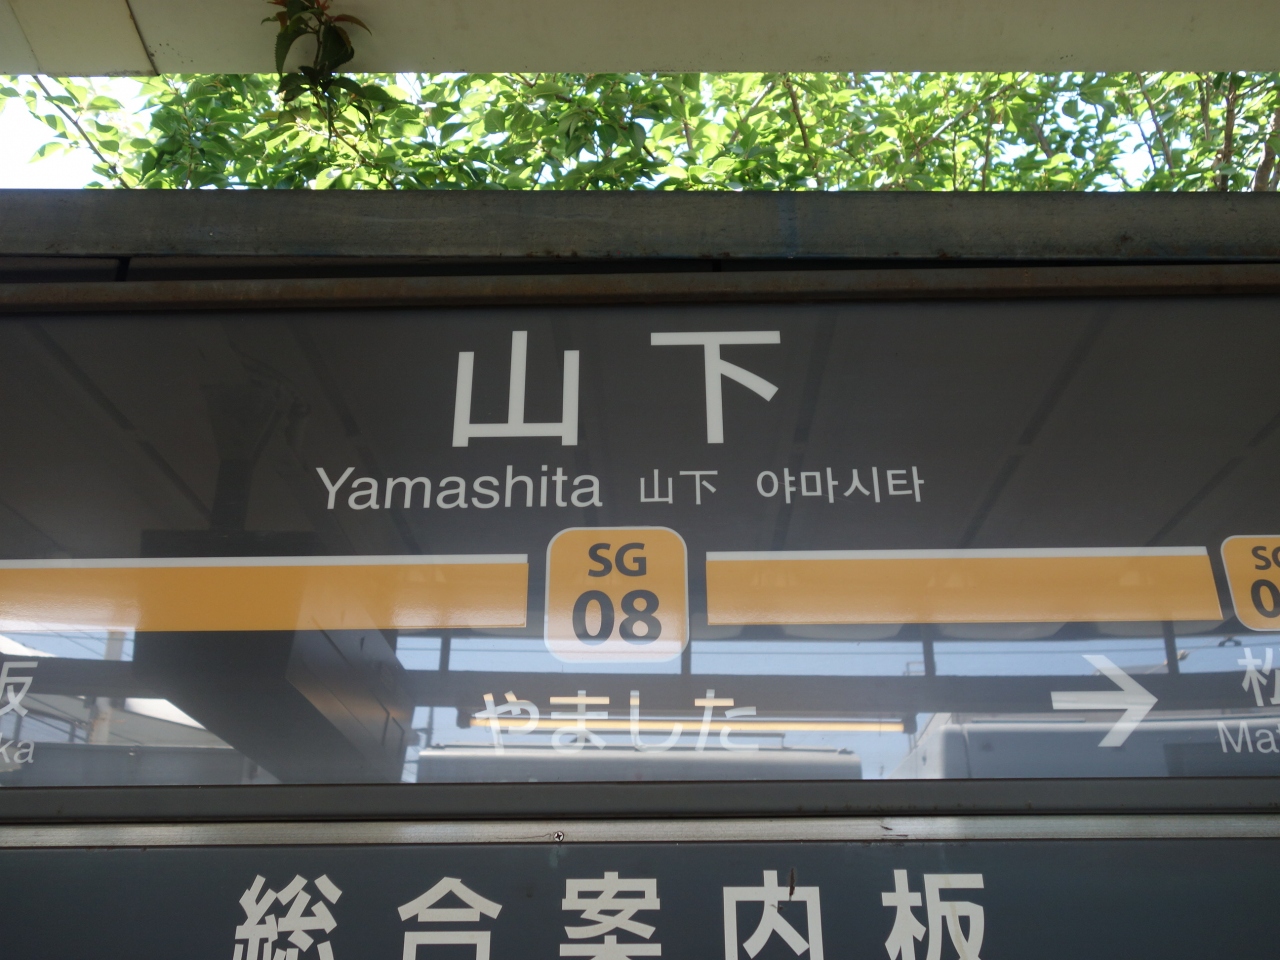 山下
Yamashita 山下 야마시타
SG
08
やました
→
総合案内板